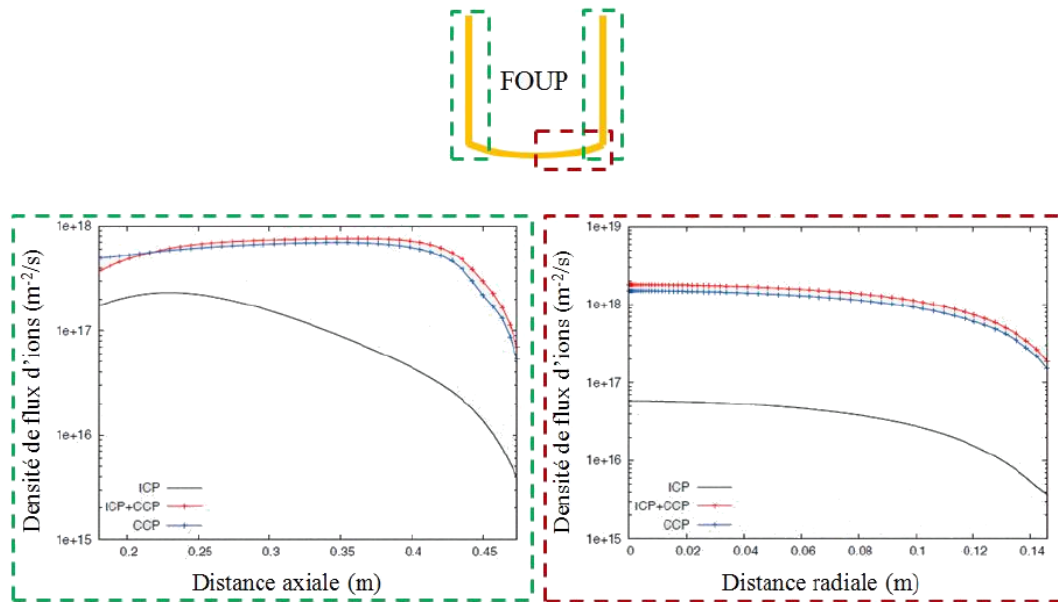 FOUP
Densité de flux d'ions (m⁻²/s)
1e+18
1e+17
1e+16
1e+15
ICP
ICP+CCP
CCP
0.2
0.25
0.3
0.35
0.4
0.45
Distance axiale (m)
Densité de flux d'ions (m⁻²/s)
1e+19
1e+18
1e+17
1e+16
1e+15
ICP
ICP+CCP
CCP
0
0.02
0.04
0.06
0.08
0.1
0.12
0.14
Distance radiale (m)